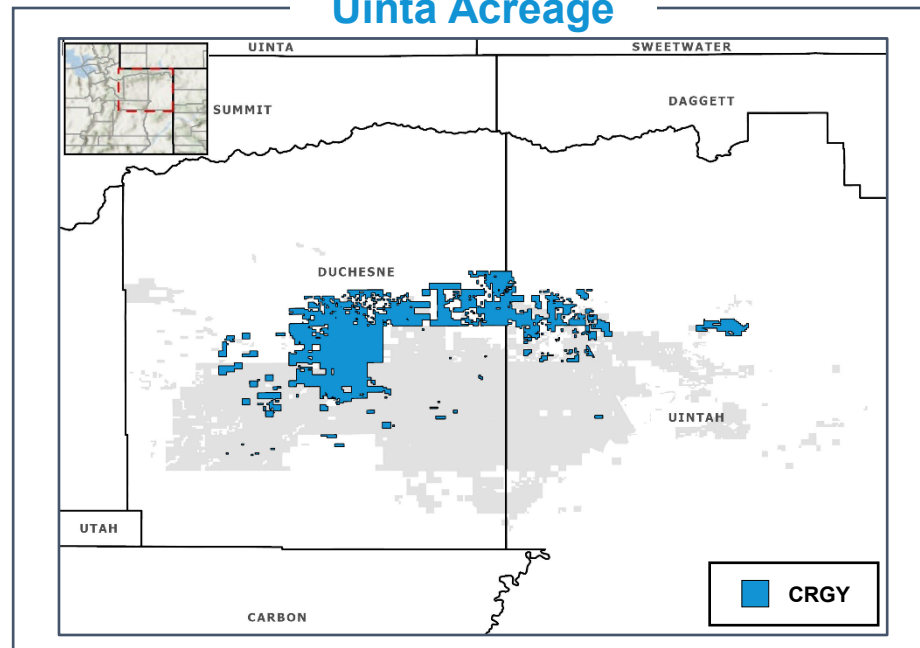 Uinta Acreage
UINTA
SWEETWATER
SUMMIT
DAGGETT
DUCHESNE
UINTAH
UTAH
CARBON
CRGY